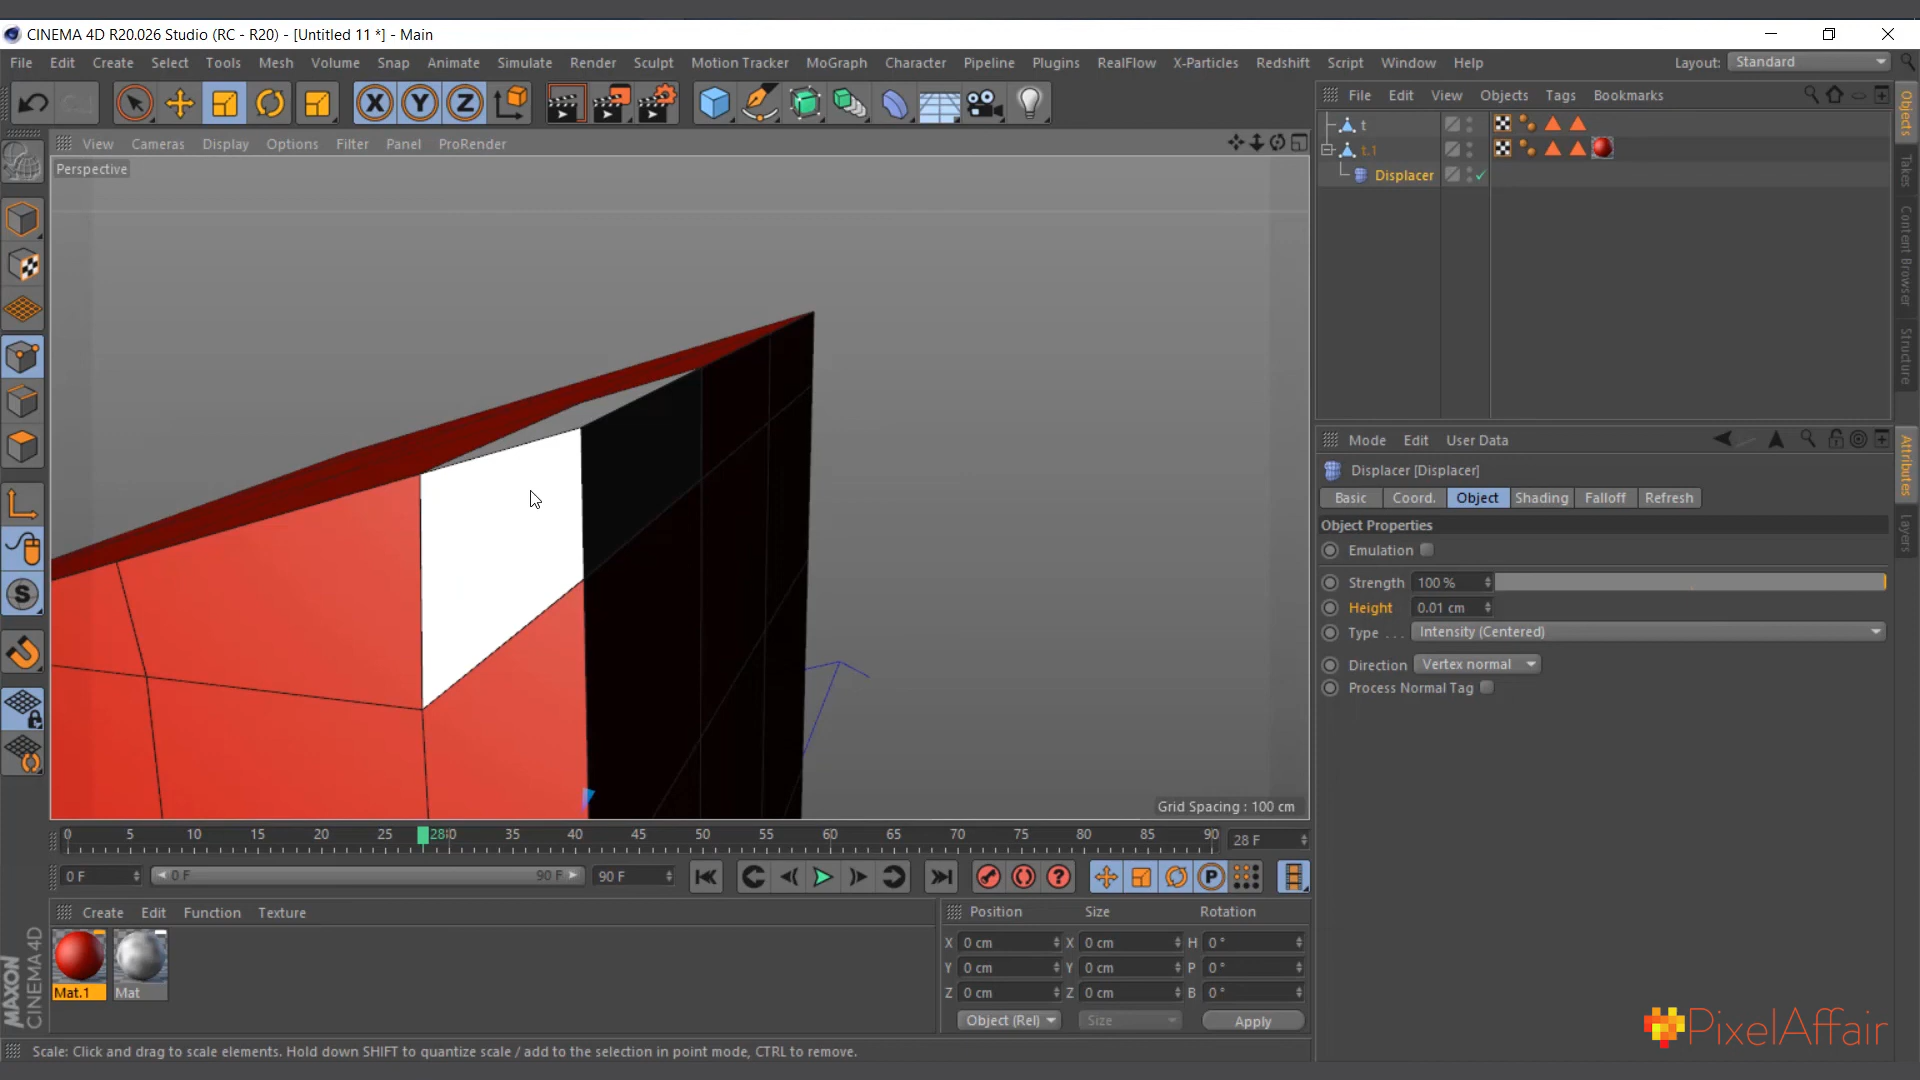 CINEMA 4D R20.026 Studio (RC - R20) - [Untitled 11 *] - Main
File Edit Create Select Tools Mesh Volume Snap Animate Simulate Render Sculpt Motion Tracker MoGraph Character Pipeline Plugins RealFlow X-Particles Redshift Script Window Help Layout: Standard
X Y Z
File Edit View Objects Tags Bookmarks
View Cameras Display Options Filter Panel ProRender
Perspective
t
t.1
Displacer
Objects
Takes
Content Browser
Structure
Mode Edit User Data
Displacer [Displacer]
Basic Coord. Object Shading Falloff Refresh
Object Properties
Emulation
Strength 100 %
Height 0.01 cm
Type . . . Intensity (Centered)
Direction Vertex normal
Process Normal Tag
Attributes
Layers
S
Grid Spacing : 100 cm
0 5 10 15 20 25 28 35 40 45 50 55 60 65 70 75 80 85 90 28 F
0 F 0 F 90 F 90 F P
Create Edit Function Texture
Mat.1 Mat
Position Size Rotation
X 0 cm X 0 cm H 0 °
Y 0 cm Y 0 cm P 0 °
Z 0 cm Z 0 cm B 0 °
Object (Rel) Size Apply
MAXON
CINEMA 4D
PixelAffair
Scale: Click and drag to scale elements. Hold down SHIFT to quantize scale / add to the selection in point mode, CTRL to remove.